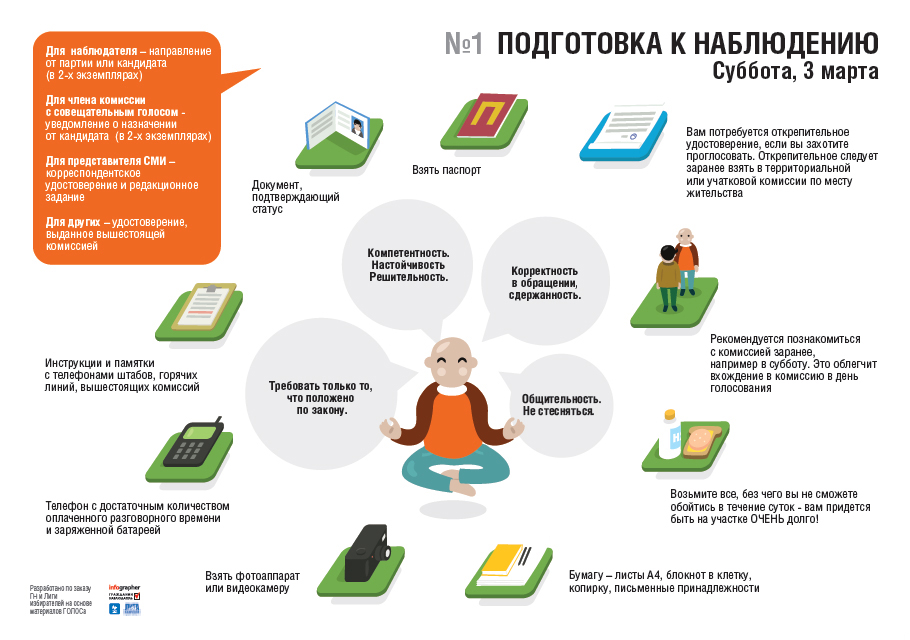 №1 ПОДГОТОВКА К НАБЛЮДЕНИЮ
Суббота, 3 марта
Для наблюдателя – направление
от партии или кандидата
(в 2-х экземплярах)
Для члена комиссии
с совещательным голосом -
уведомление о назначении
от кандидата (в 2-х экземплярах)
Для представителя СМИ –
корреспондентское
удостоверение и редакционное
задание
Для других – удостоверение,
выданное вышестоящей
комиссией
Документ,
подтверждающий
статус
П
Взять паспорт
Вам потребуется открепительное
удостоверение, если вы захотите
проглосовать. Открепительное следует
заранее взять в территориальной
или учатковой комиссии по месту
жительства
Компетентность.
Настойчивость
Решительность.
Корректность
в обращении,
сдержанность.
Рекомендуется познакомиться
с комиссией заранее,
например в субботу. Это облегчит
вхождение в комиссию в день
голосования
Инструкции и памятки
с телефонами штабов, горячих
линий, вышестоящих комиссий
Требовать только то,
что положено
по закону.
Общительность.
Не стесняться.
Возьмите все, без чего вы не сможете
обойтись в течение суток - вам придется
быть на участке ОЧЕНЬ долго!
Телефон с достаточным количеством
оплаченного разговорного времени
и заряженной батареей
Взять фотоаппарат
или видеокамеру
Бумагу – листы А4, блокнот в клетку,
копирку, письменные принадлежности
Разработано по заказу
ГН и Лиги
избирателей на основе
материалов ГОЛОСа
infographer
ГРАЖДАНИН
НАБЛЮДАТЕЛЬ